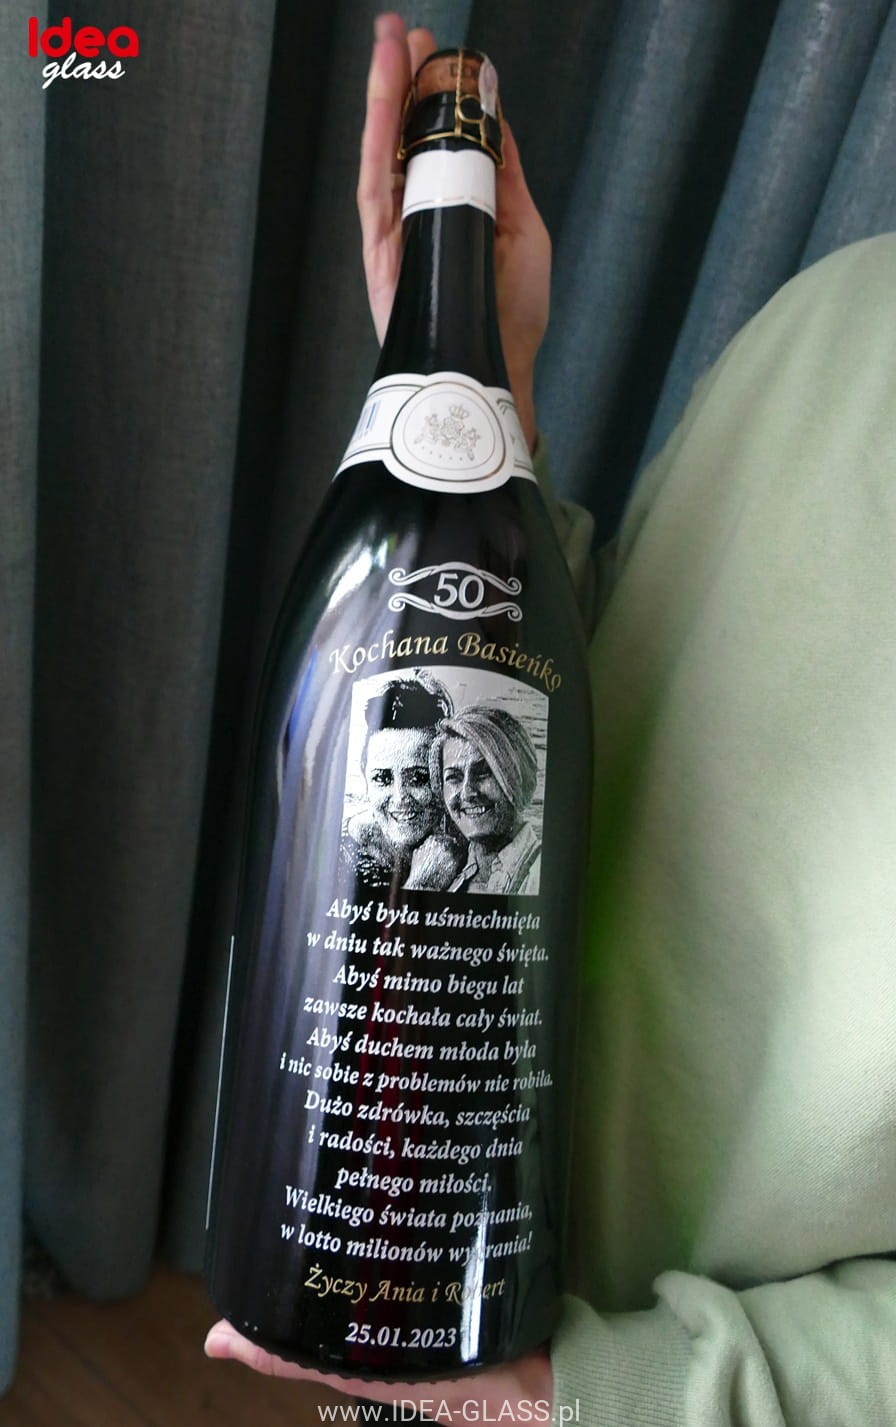 Idea
glass
50
Kochana Basieńko
Abyś była uśmiechnięta
w dniu tak ważnego święta.
Abyś mimo biegu lat
zawsze kochała cały świat.
Abyś duchem młoda była
i nic sobie z problemów nie robiła.
Dużo zdrówka, szczęścia
i radości, każdego dnia
pełnego miłości.
Wielkiego świata poznania,
w lotto milionów wygrania!
Życzy Ania i Robert
25.01.2023
www.IDEA-GLASS.pl